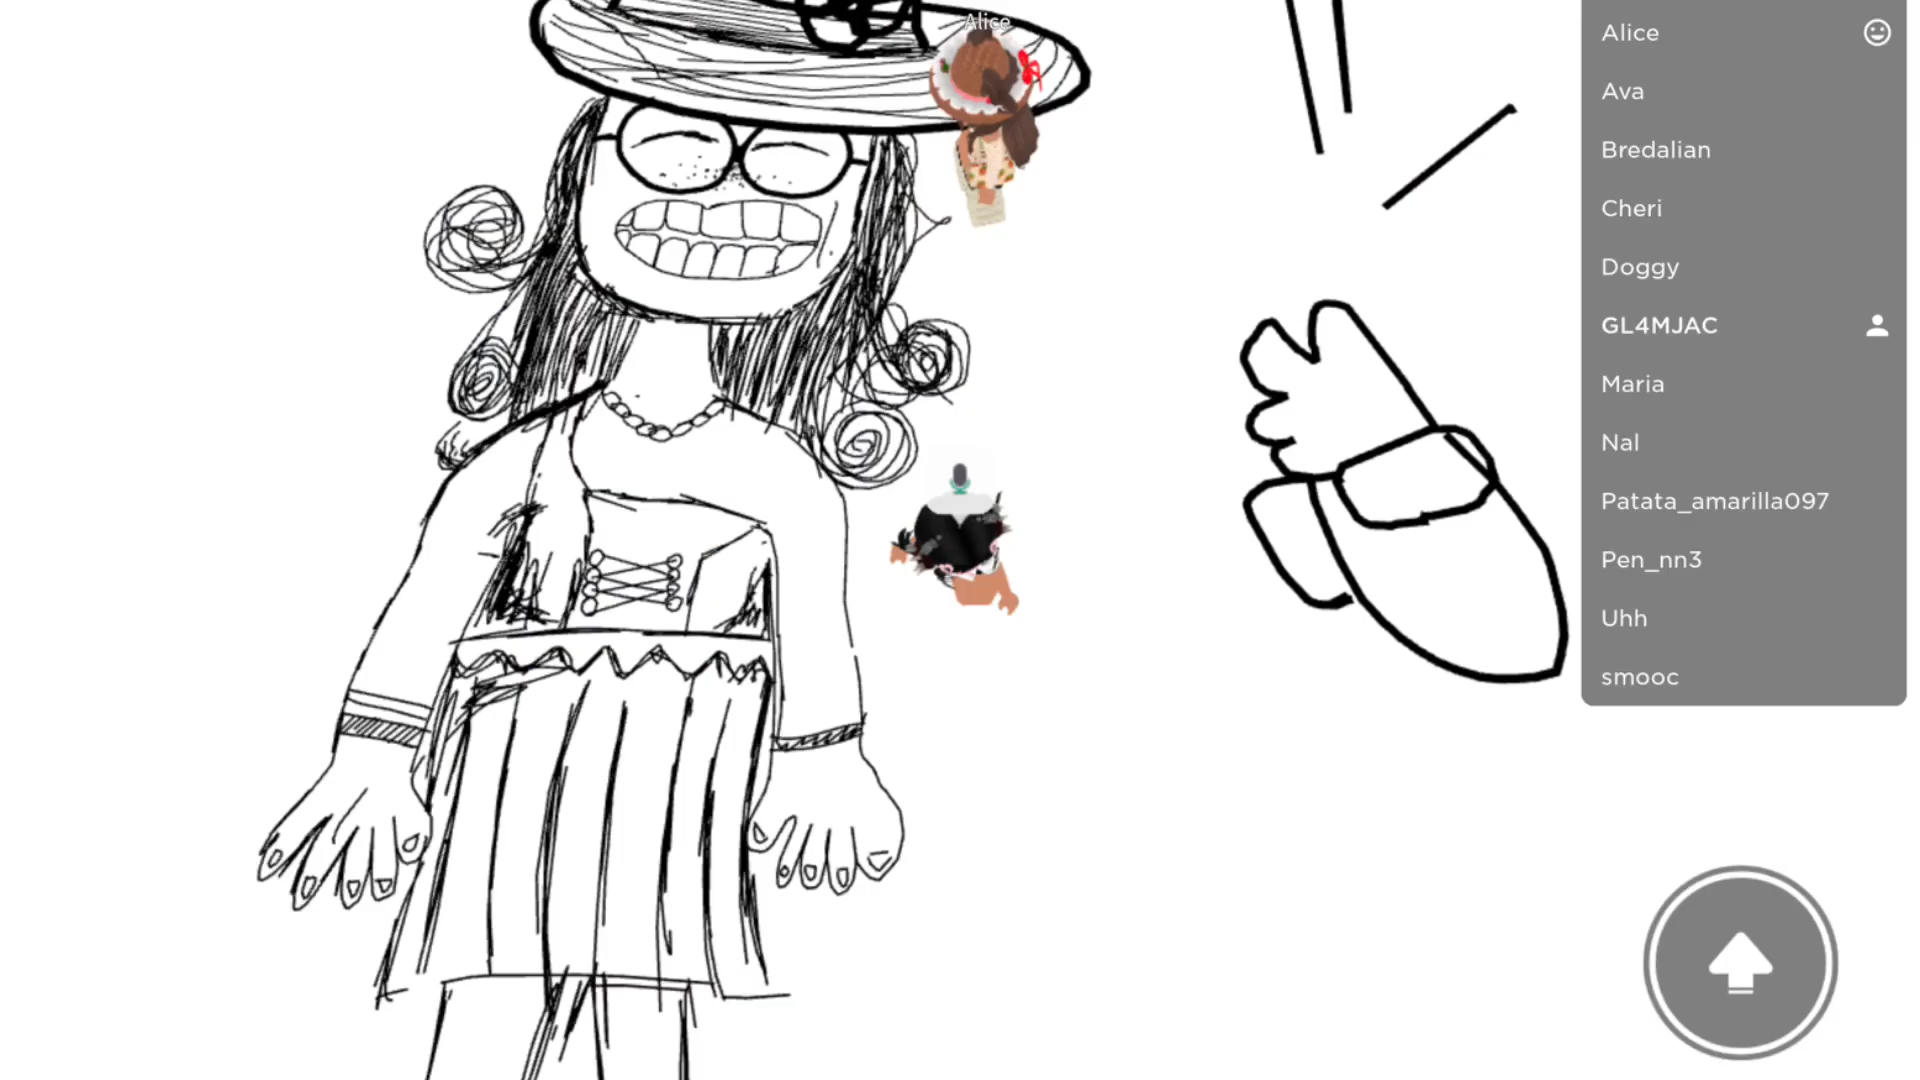 Alice
Alice
Ava
Bredalian
Cheri
Doggy
GL4MJAC
Maria
Nal
Patata_amarilla097
Pen_nn3
Uhh
smooc